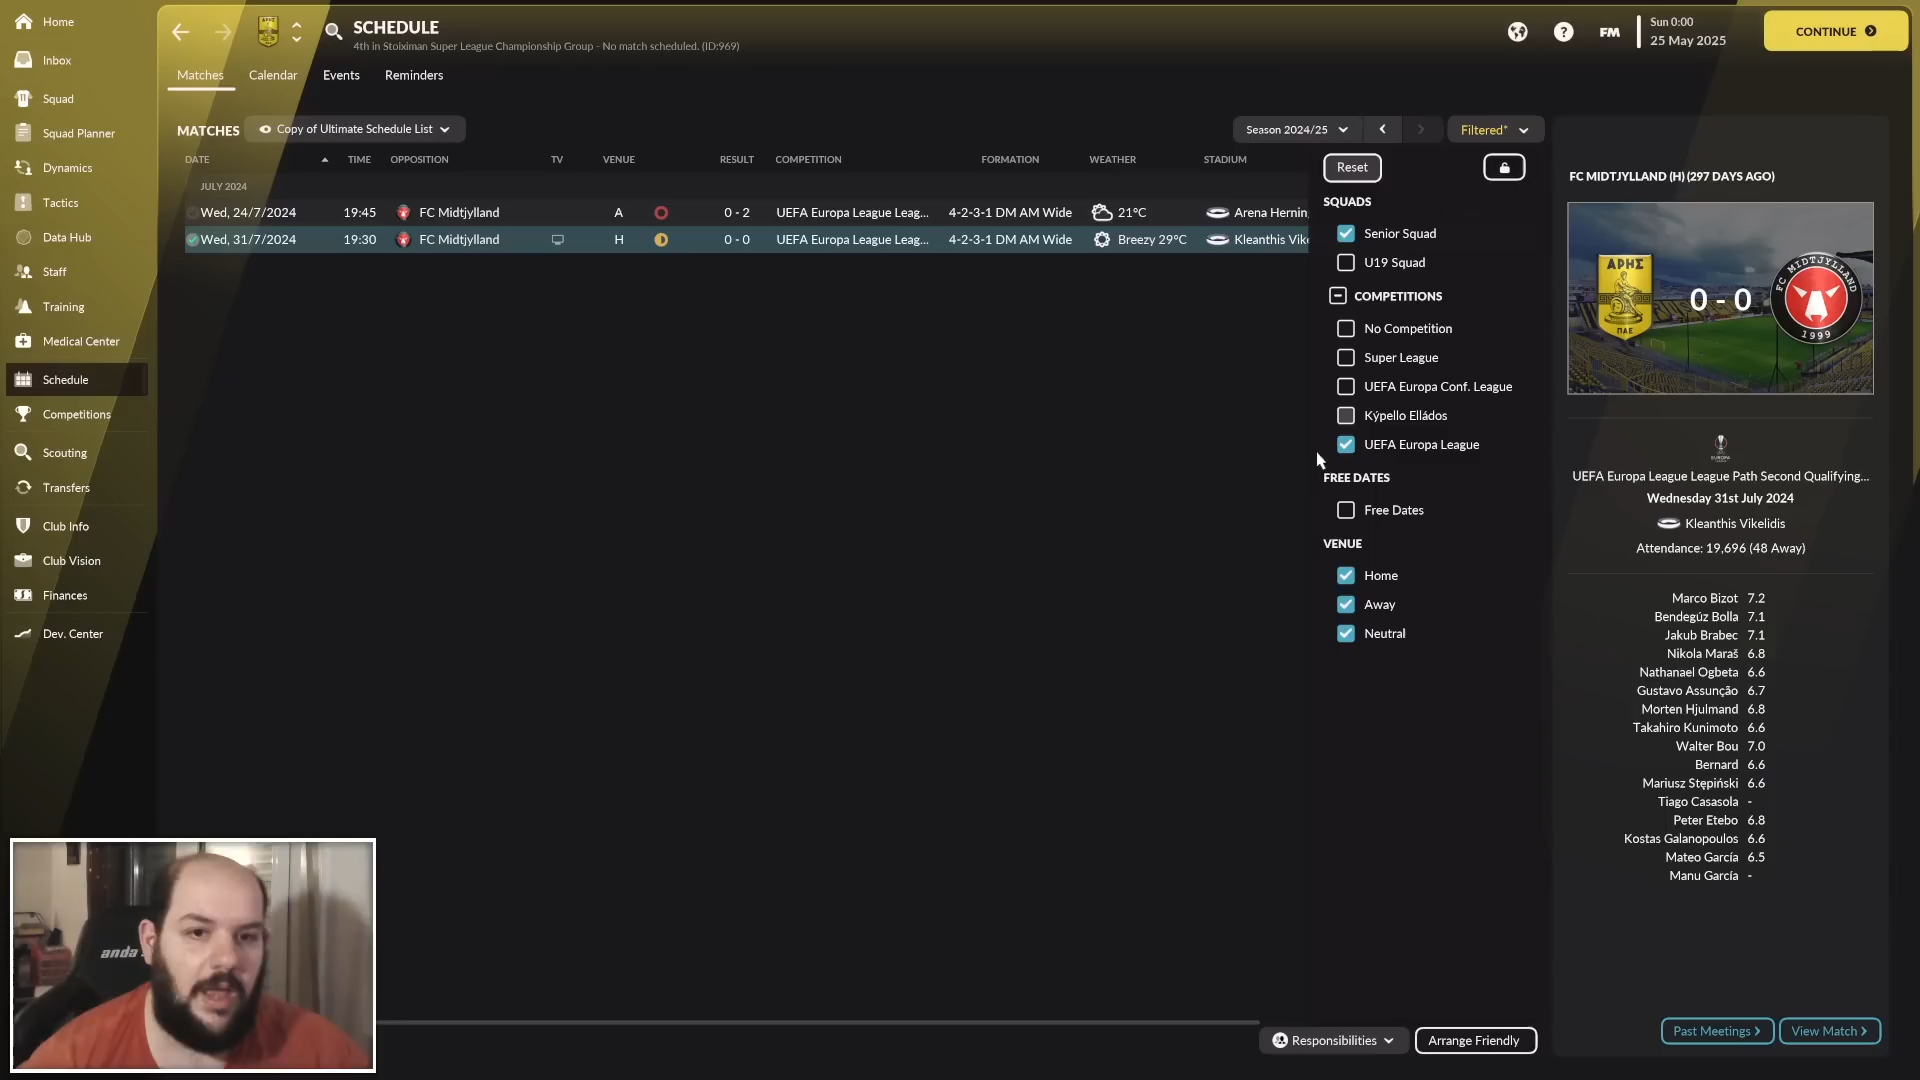 Home
Inbox
Squad
Squad Planner
Dynamics
Tactics
Data Hub
Staff
Training
Medical Center
Schedule
Competitions
Scouting
Transfers
Club Info
Club Vision
Finances
Dev. Center
SCHEDULE
4th in Stoiximan Super League Championship Group - No match scheduled. (ID:969)
FM
Sun 0:00
25 May 2025
CONTINUE
Matches Calendar Events Reminders
MATCHES Copy of Ultimate Schedule List
Season 2024/25 Filtered*
DATE TIME OPPOSITION TV VENUE RESULT COMPETITION FORMATION WEATHER STADIUM
JULY 2024
Wed, 24/7/2024 19:45 FC Midtjylland A 0 - 2 UEFA Europa League Leag... 4-2-3-1 DM AM Wide 21°C Arena Hernin
Wed, 31/7/2024 19:30 FC Midtjylland H 0 - 0 UEFA Europa League Leag... 4-2-3-1 DM AM Wide Breezy 29°C Kleanthis Vike
Reset
SQUADS
Senior Squad
U19 Squad
COMPETITIONS
No Competition
Super League
UEFA Europa Conf. League
Kýpello Elládos
UEFA Europa League
FREE DATES
Free Dates
VENUE
Home
Away
Neutral
FC MIDTJYLLAND (H) (297 DAYS AGO)
ΑΡΗΣ
ΠΑΕ
0 - 0
FC MIDTJYLLAND
1999
UEFA Europa League League Path Second Qualifying...
Wednesday 31st July 2024
Kleanthis Vikelidis
Attendance: 19,696 (48 Away)
Marco Bizot 7.2
Bendegúz Bolla 7.1
Jakub Brabec 7.1
Nikola Maraš 6.8
Nathanael Ogbeta 6.6
Gustavo Assunção 6.7
Morten Hjulmand 6.8
Takahiro Kunimoto 6.6
Walter Bou 7.0
Bernard 6.6
Mariusz Stępiński 6.6
Tiago Casasola -
Peter Etebo 6.8
Kostas Galanopoulos 6.6
Mateo García 6.5
Manu García -
Responsibilities Arrange Friendly
Past Meetings View Match
anda